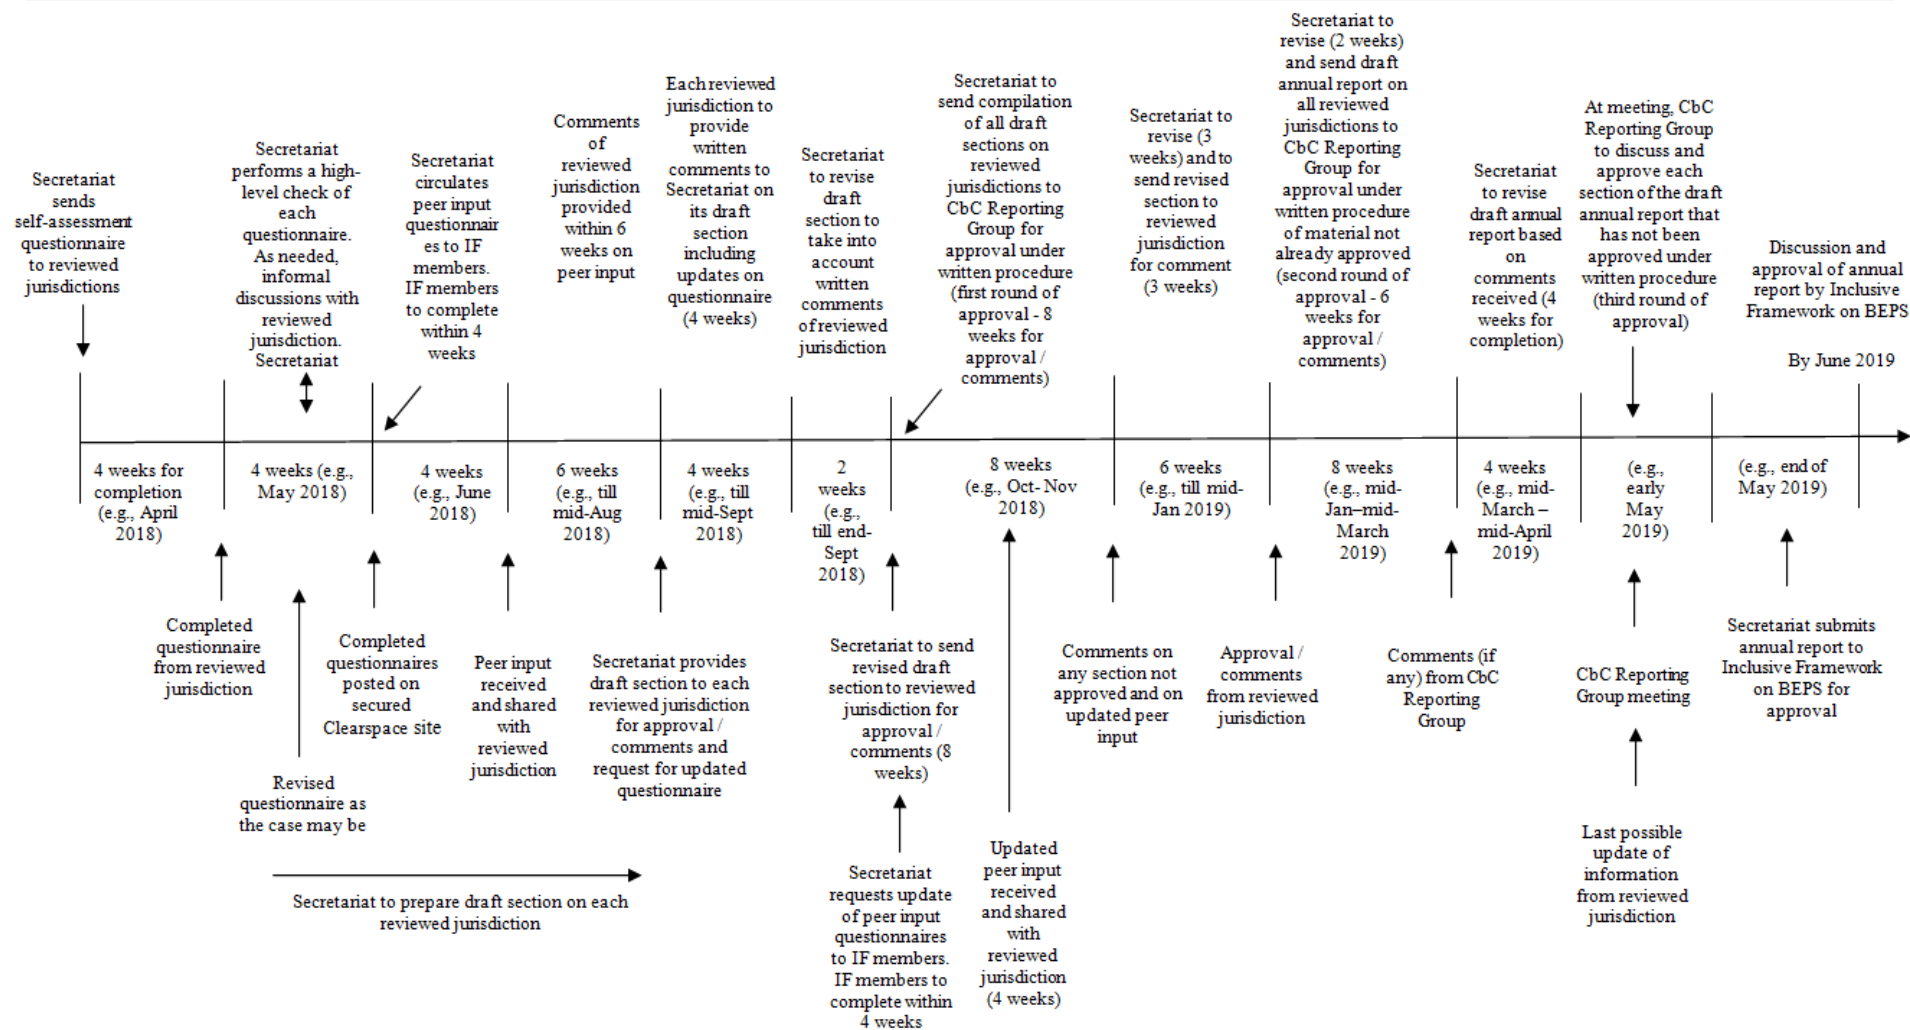 Secretariat
sends
self-assessment
questionnaire
to reviewed
jurisdictions
Secretariat
performs a high-
level check of
each
questionnaire.
As needed,
informal
discussions with
reviewed
jurisdiction.
Secretariat
Secretariat
circulates
peer input
questionnair
es to IF
members.
IF members
to complete
within 4
weeks
Comments
of
reviewed
jurisdiction
provided
within 6
weeks on
peer input
Each reviewed
jurisdiction to
provide
written
comments to
Secretariat on
its draft
section
including
updates on
questionnaire
(4 weeks)
Secretariat
to revise
draft
section to
take into
account
written
comments
of reviewed
jurisdiction
Secretariat to
send compilation
of all draft
sections on
reviewed
jurisdictions to
CbC Reporting
Group for
approval under
written procedure
(first round of
approval - 8
weeks for
approval /
comments)
Secretariat to
revise (3
weeks) and to
send revised
section to
reviewed
jurisdiction
for comment
(3 weeks)
Secretariat to
revise (2 weeks)
and send draft
annual report on
all reviewed
jurisdictions to
CbC Reporting
Group for
approval under
written procedure
of material not
already approved
(second round of
approval - 6
weeks for
approval /
comments)
Secretariat
to revise
draft annual
report based
on
comments
received (4
weeks for
completion)
At meeting, CbC
Reporting Group
to discuss and
approve each
section of the draft
annual report that
has not been
approved under
written procedure
(third round of
approval)
Discussion and
approval of annual
report by Inclusive
Framework on BEPS
By June 2019
4 weeks for
completion
(e.g., April
2018)
4 weeks (e.g.,
May 2018)
4 weeks
(e.g., June
2018)
6 weeks
(e.g., till
mid-Aug
2018)
4 weeks
(e.g., till
mid-Sept
2018)
2
weeks
(e.g.,
till end-
Sept
2018)
8 weeks
(e.g., Oct- Nov
2018)
6 weeks
(e.g., till mid-
Jan 2019)
8 weeks
(e.g., mid-
Jan–mid-
March
2019)
4 weeks
(e.g., mid-
March –
mid-April
2019)
(e.g.,
early
May
2019)
(e.g., end of
May 2019)
Completed
questionnaire
from reviewed
jurisdiction
Revised
questionnaire as
the case may be
Completed
questionnaires
posted on
secured
Clearspace site
Peer input
received
and shared
with
reviewed
jurisdiction
Secretariat provides
draft section to each
reviewed jurisdiction
for approval /
comments and
request for updated
questionnaire
Secretariat to prepare draft section on each
reviewed jurisdiction
Secretariat to send
revised draft
section to reviewed
jurisdiction for
approval /
comments (8
weeks)
Secretariat
requests update
of peer input
questionnaires
to IF members.
IF members to
complete within
4 weeks
Updated
peer input
received
and shared
with
reviewed
jurisdiction
(4 weeks)
Comments on
any section not
approved and on
updated peer
input
Approval /
comments
from reviewed
jurisdiction
Comments (if
any) from CbC
Reporting
Group
CbC Reporting
Group meeting
Last possible
update of
information
from reviewed
jurisdiction
Secretariat submits
annual report to
Inclusive Framework
on BEPS for
approval